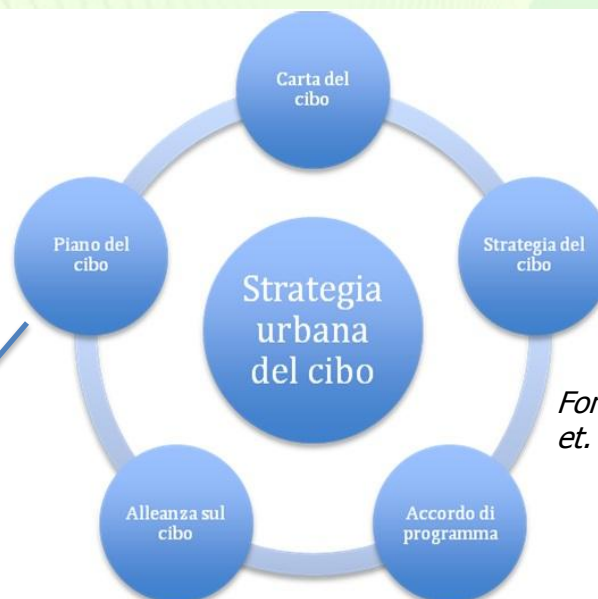 Carta del
cibo
Piano del
cibo
Strategia del
cibo
Strategia
urbana
del cibo
et.
Alleanza sul
cibo
Accordo di
programma